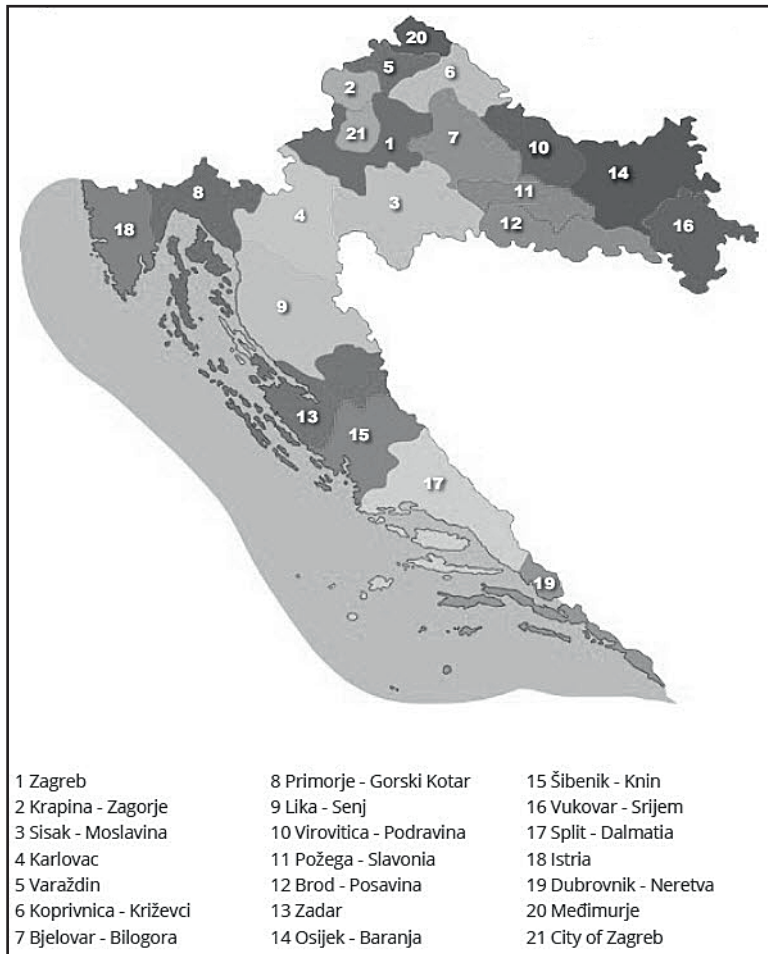 20
5
6
2
21
1
7
10
14
11
8
18
4
3
12
16
9
13
15
17
19
1 Zagreb
2 Krapina - Zagorje
3 Sisak - Moslavina
4 Karlovac
5 Varaždin
6 Koprivnica - Križevci
7 Bjelovar - Bilogora
8 Primorje - Gorski Kotar
9 Lika - Senj
10 Virovitica - Podravina
11 Požega - Slavonia
12 Brod - Posavina
13 Zadar
14 Osijek - Baranja
15 Šibenik - Knin
16 Vukovar - Srijem
17 Split - Dalmatia
18 Istria
19 Dubrovnik - Neretva
20 Međimurje
21 City of Zagreb